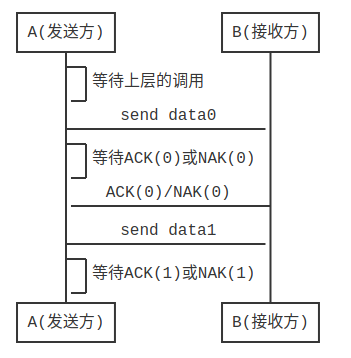 A(发送方) B(接收方)
等待上层的调用
send data0
等待ACK(0)或NAK(0)
ACK(0)/NAK(0)
send data1
等待ACK(1)或NAK(1)
A(发送方) B(接收方)